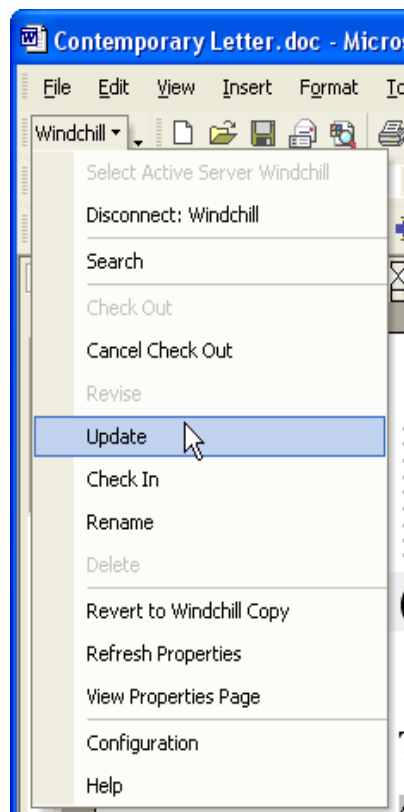 Contemporary Letter.doc - Micro
File Edit View Insert Format
Windchill
Select Active Server Windchill
Disconnect: Windchill
Search
Check Out
Cancel Check Out
Revise
Update
Check In
Rename
Delete
Revert to Windchill Copy
Refresh Properties
View Properties Page
Configuration
Help